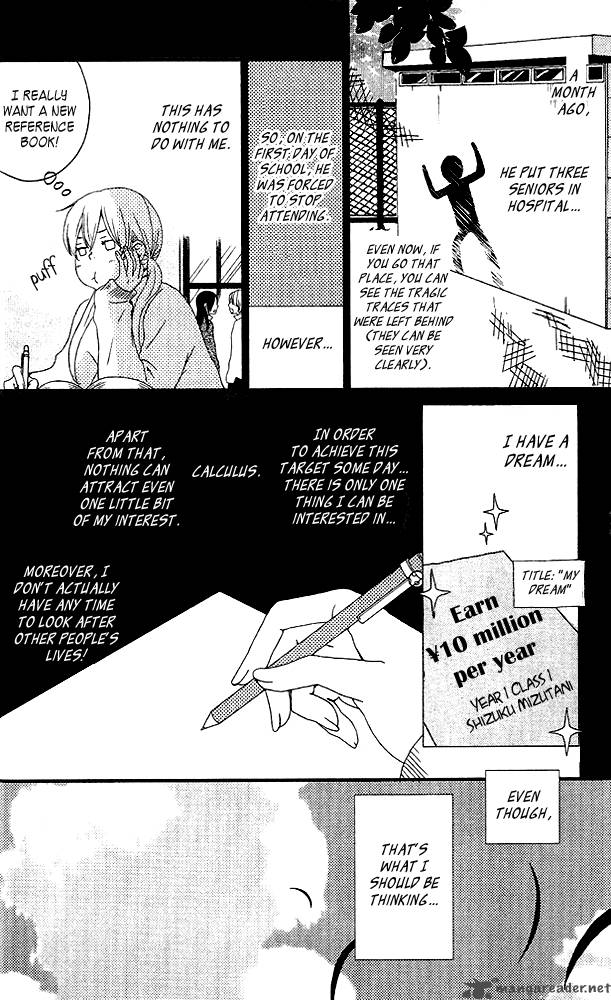 A
MONTH
AGO,
HE PUT THREE
SENIORS IN
HOSPITAL...
EVEN NOW, IF
YOU GO THAT
PLACE, YOU CAN
SEE THE TRAGIC
TRACES THAT
WERE LEFT BEHIND
(THEY CAN BE
SEEN VERY
CLEARLY).
SO, ON THE
FIRST DAY OF
SCHOOL, HE
WAS FORCED
TO STOP
ATTENDING.
HOWEVER...
THIS HAS
NOTHING TO
DO WITH ME.
I REALLY
WANT A NEW
REFERENCE
BOOK!
puff
I HAVE A
DREAM...
TITLE: "MY
DREAM"
Earn
¥10 million
per year
YEAR 1 CLASS 1
SHIZUKU MIZUTANI
IN ORDER
TO ACHIEVE THIS
TARGET SOME DAY...
THERE IS ONLY ONE
THING I CAN BE
INTERESTED IN...
CALCULUS.
APART
FROM THAT,
NOTHING CAN
ATTRACT EVEN
ONE LITTLE BIT
OF MY INTEREST.
MOREOVER, I
DON'T ACTUALLY
HAVE ANY TIME
TO LOOK AFTER
OTHER PEOPLE'S
LIVES!
EVEN
THOUGH,
THAT'S
WHAT I
SHOULD BE
THINKING...
mangareader.net